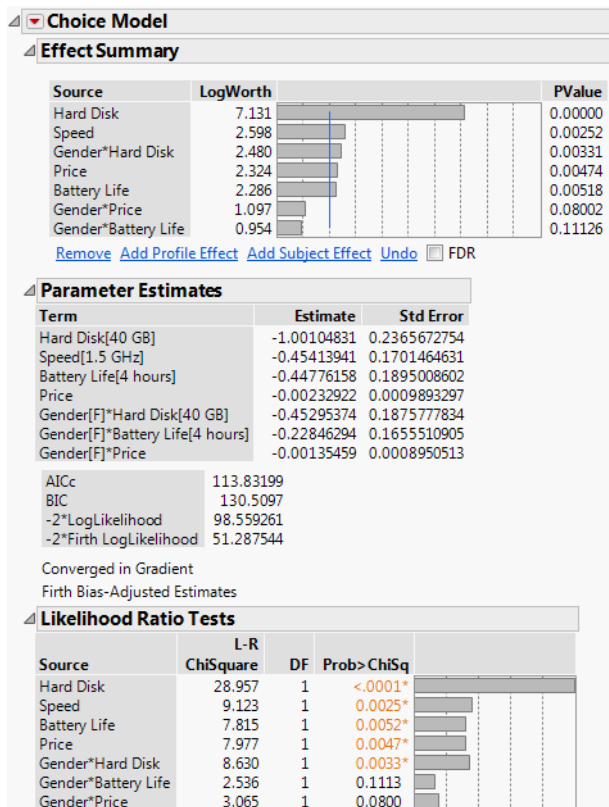 Choice Model
Effect Summary
Source LogWorth PValue
Hard Disk 7.131 0.00000
Speed 2.598 0.00252
Gender*Hard Disk 2.480 0.00331
Price 2.324 0.00474
Battery Life 2.286 0.00518
Gender*Price 1.097 0.08002
Gender*Battery Life 0.954 0.11126
Remove Add Profile Effect Add Subject Effect Undo FDR
Parameter Estimates
Term Estimate Std Error
Hard Disk[40 GB] -1.00104831 0.2365672754
Speed[1.5 GHz] -0.45413941 0.1701464631
Battery Life[4 hours] -0.44776158 0.1895008602
Price -0.00232922 0.0009893297
Gender[F]*Hard Disk[40 GB] -0.45295374 0.1875777834
Gender[F]*Battery Life[4 hours] -0.22846294 0.1655510905
Gender[F]*Price -0.00135459 0.0008950513
AICc 113.83199
BIC 130.5097
-2*LogLikelihood 98.559261
-2*Firth LogLikelihood 51.287544
Converged in Gradient
Firth Bias-Adjusted Estimates
Likelihood Ratio Tests
L-R
Source ChiSquare DF Prob>ChiSq
Hard Disk 28.957 1 <.0001*
Speed 9.123 1 0.0025*
Battery Life 7.815 1 0.0052*
Price 7.977 1 0.0047*
Gender*Hard Disk 8.630 1 0.0033*
Gender*Battery Life 2.536 1 0.1113
Gender*Price 3.065 1 0.0800